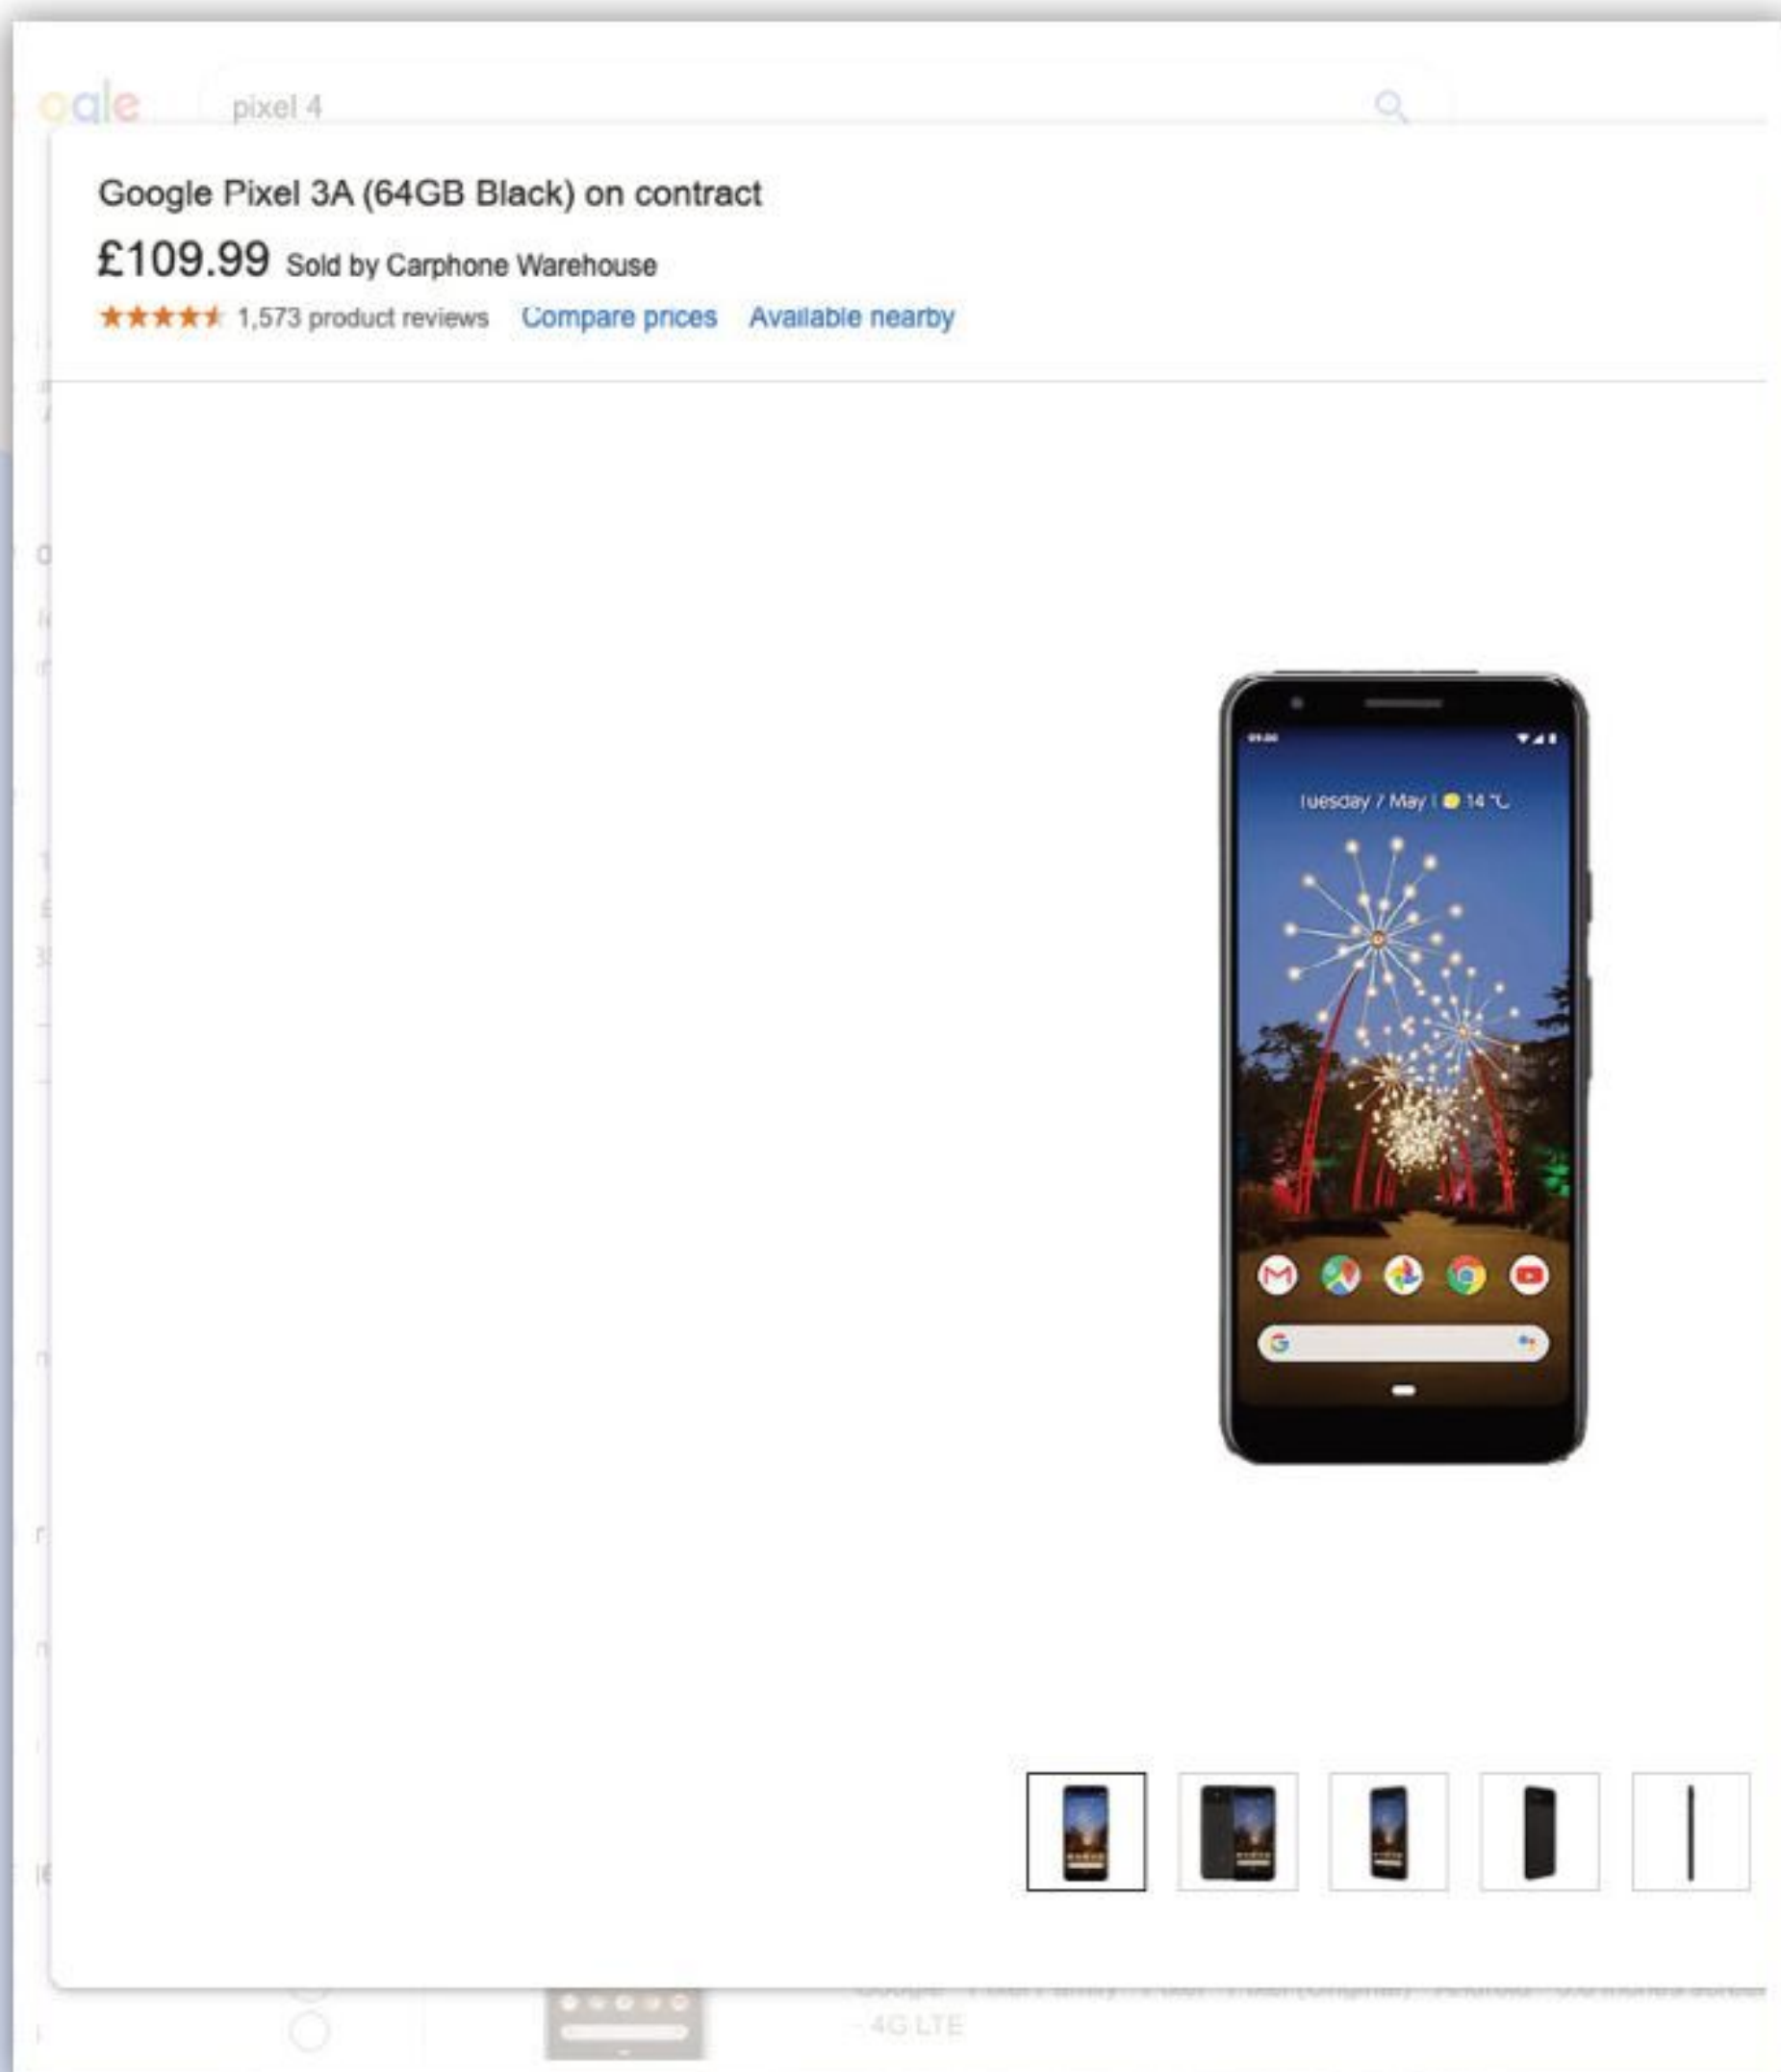 pixel 4
Google Pixel 3A (64GB Black) on contract
£109.99 Sold by Carphone Warehouse
1,573 product reviews Compare prices Available nearby
Tuesday 7 May | 14 °C
- 4G LTE